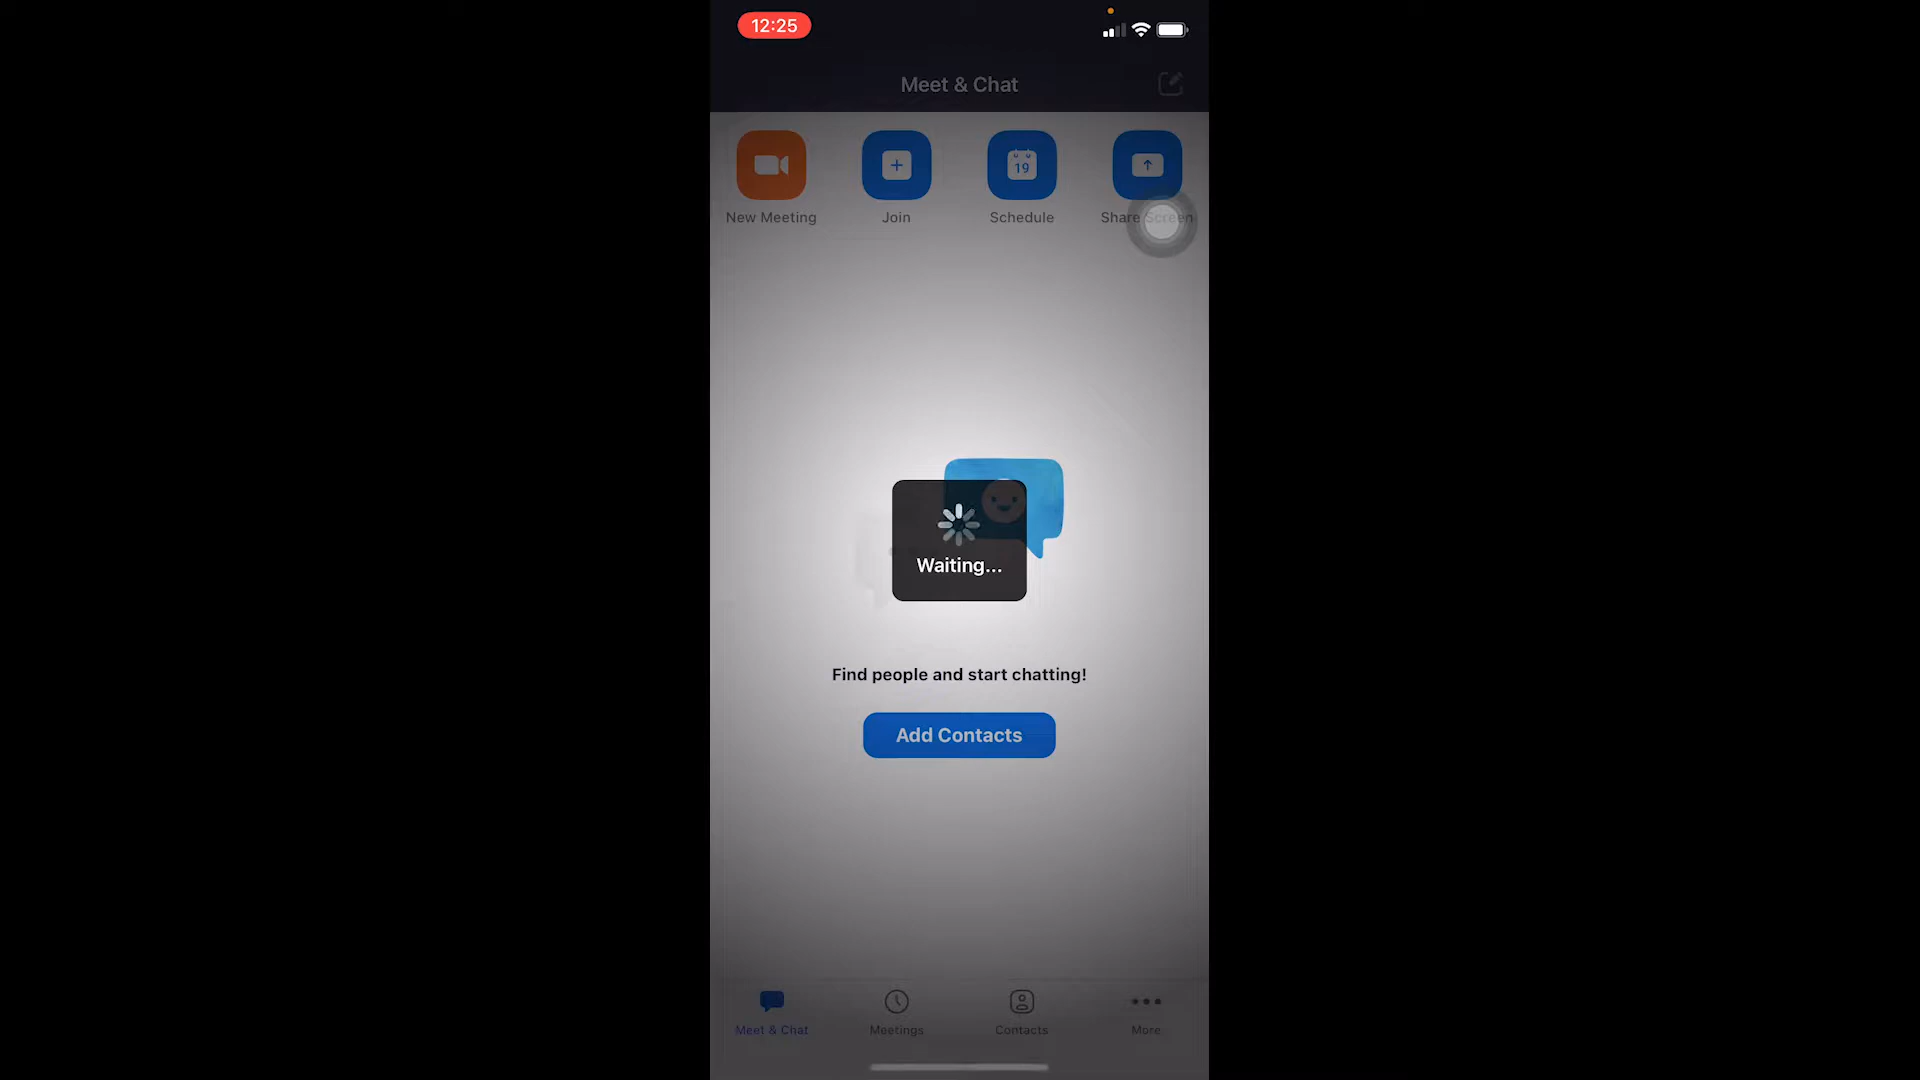 12:25
Meet & Chat
New Meeting
Join
19
Schedule
Share Screen
Waiting...
Find people and start chatting!
Add Contacts
Meet & Chat
Meetings
Contacts
More